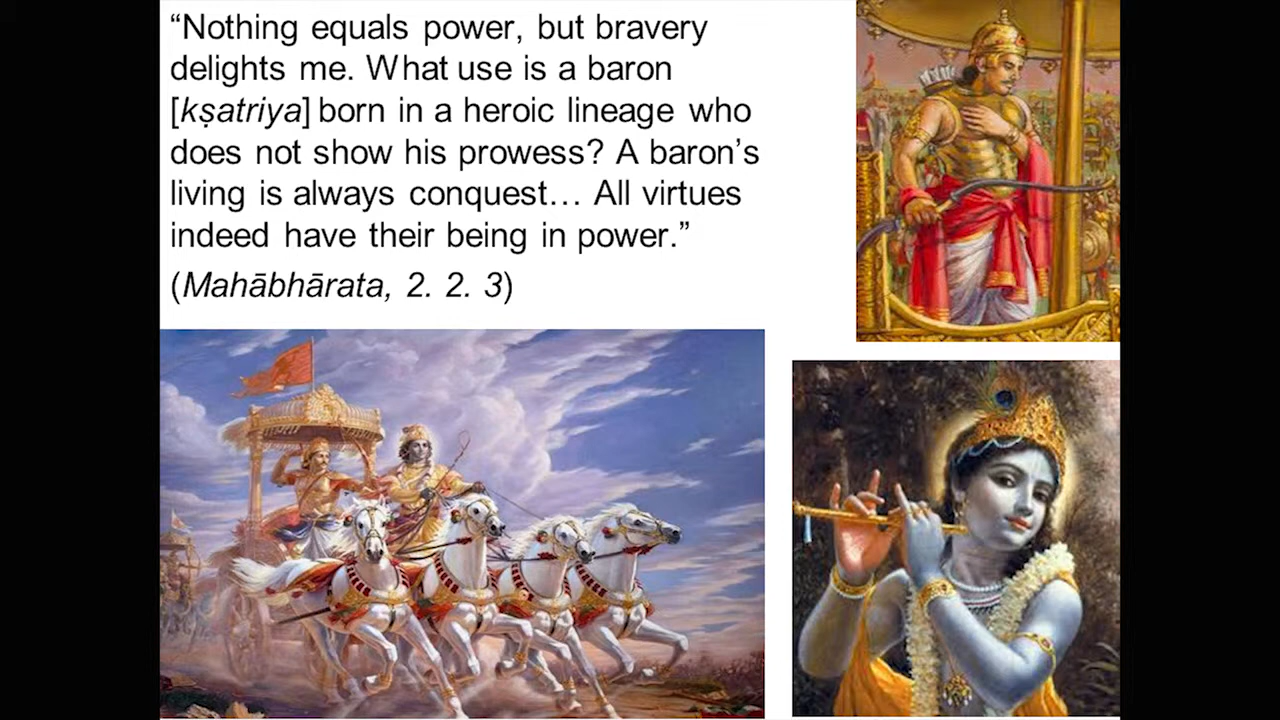 “Nothing equals power, but bravery
delights me. What use is a baron
[kṣatriya] born in a heroic lineage who
does not show his prowess? A baron’s
living is always conquest… All virtues
indeed have their being in power.”
(Mahābhārata, 2. 2. 3)